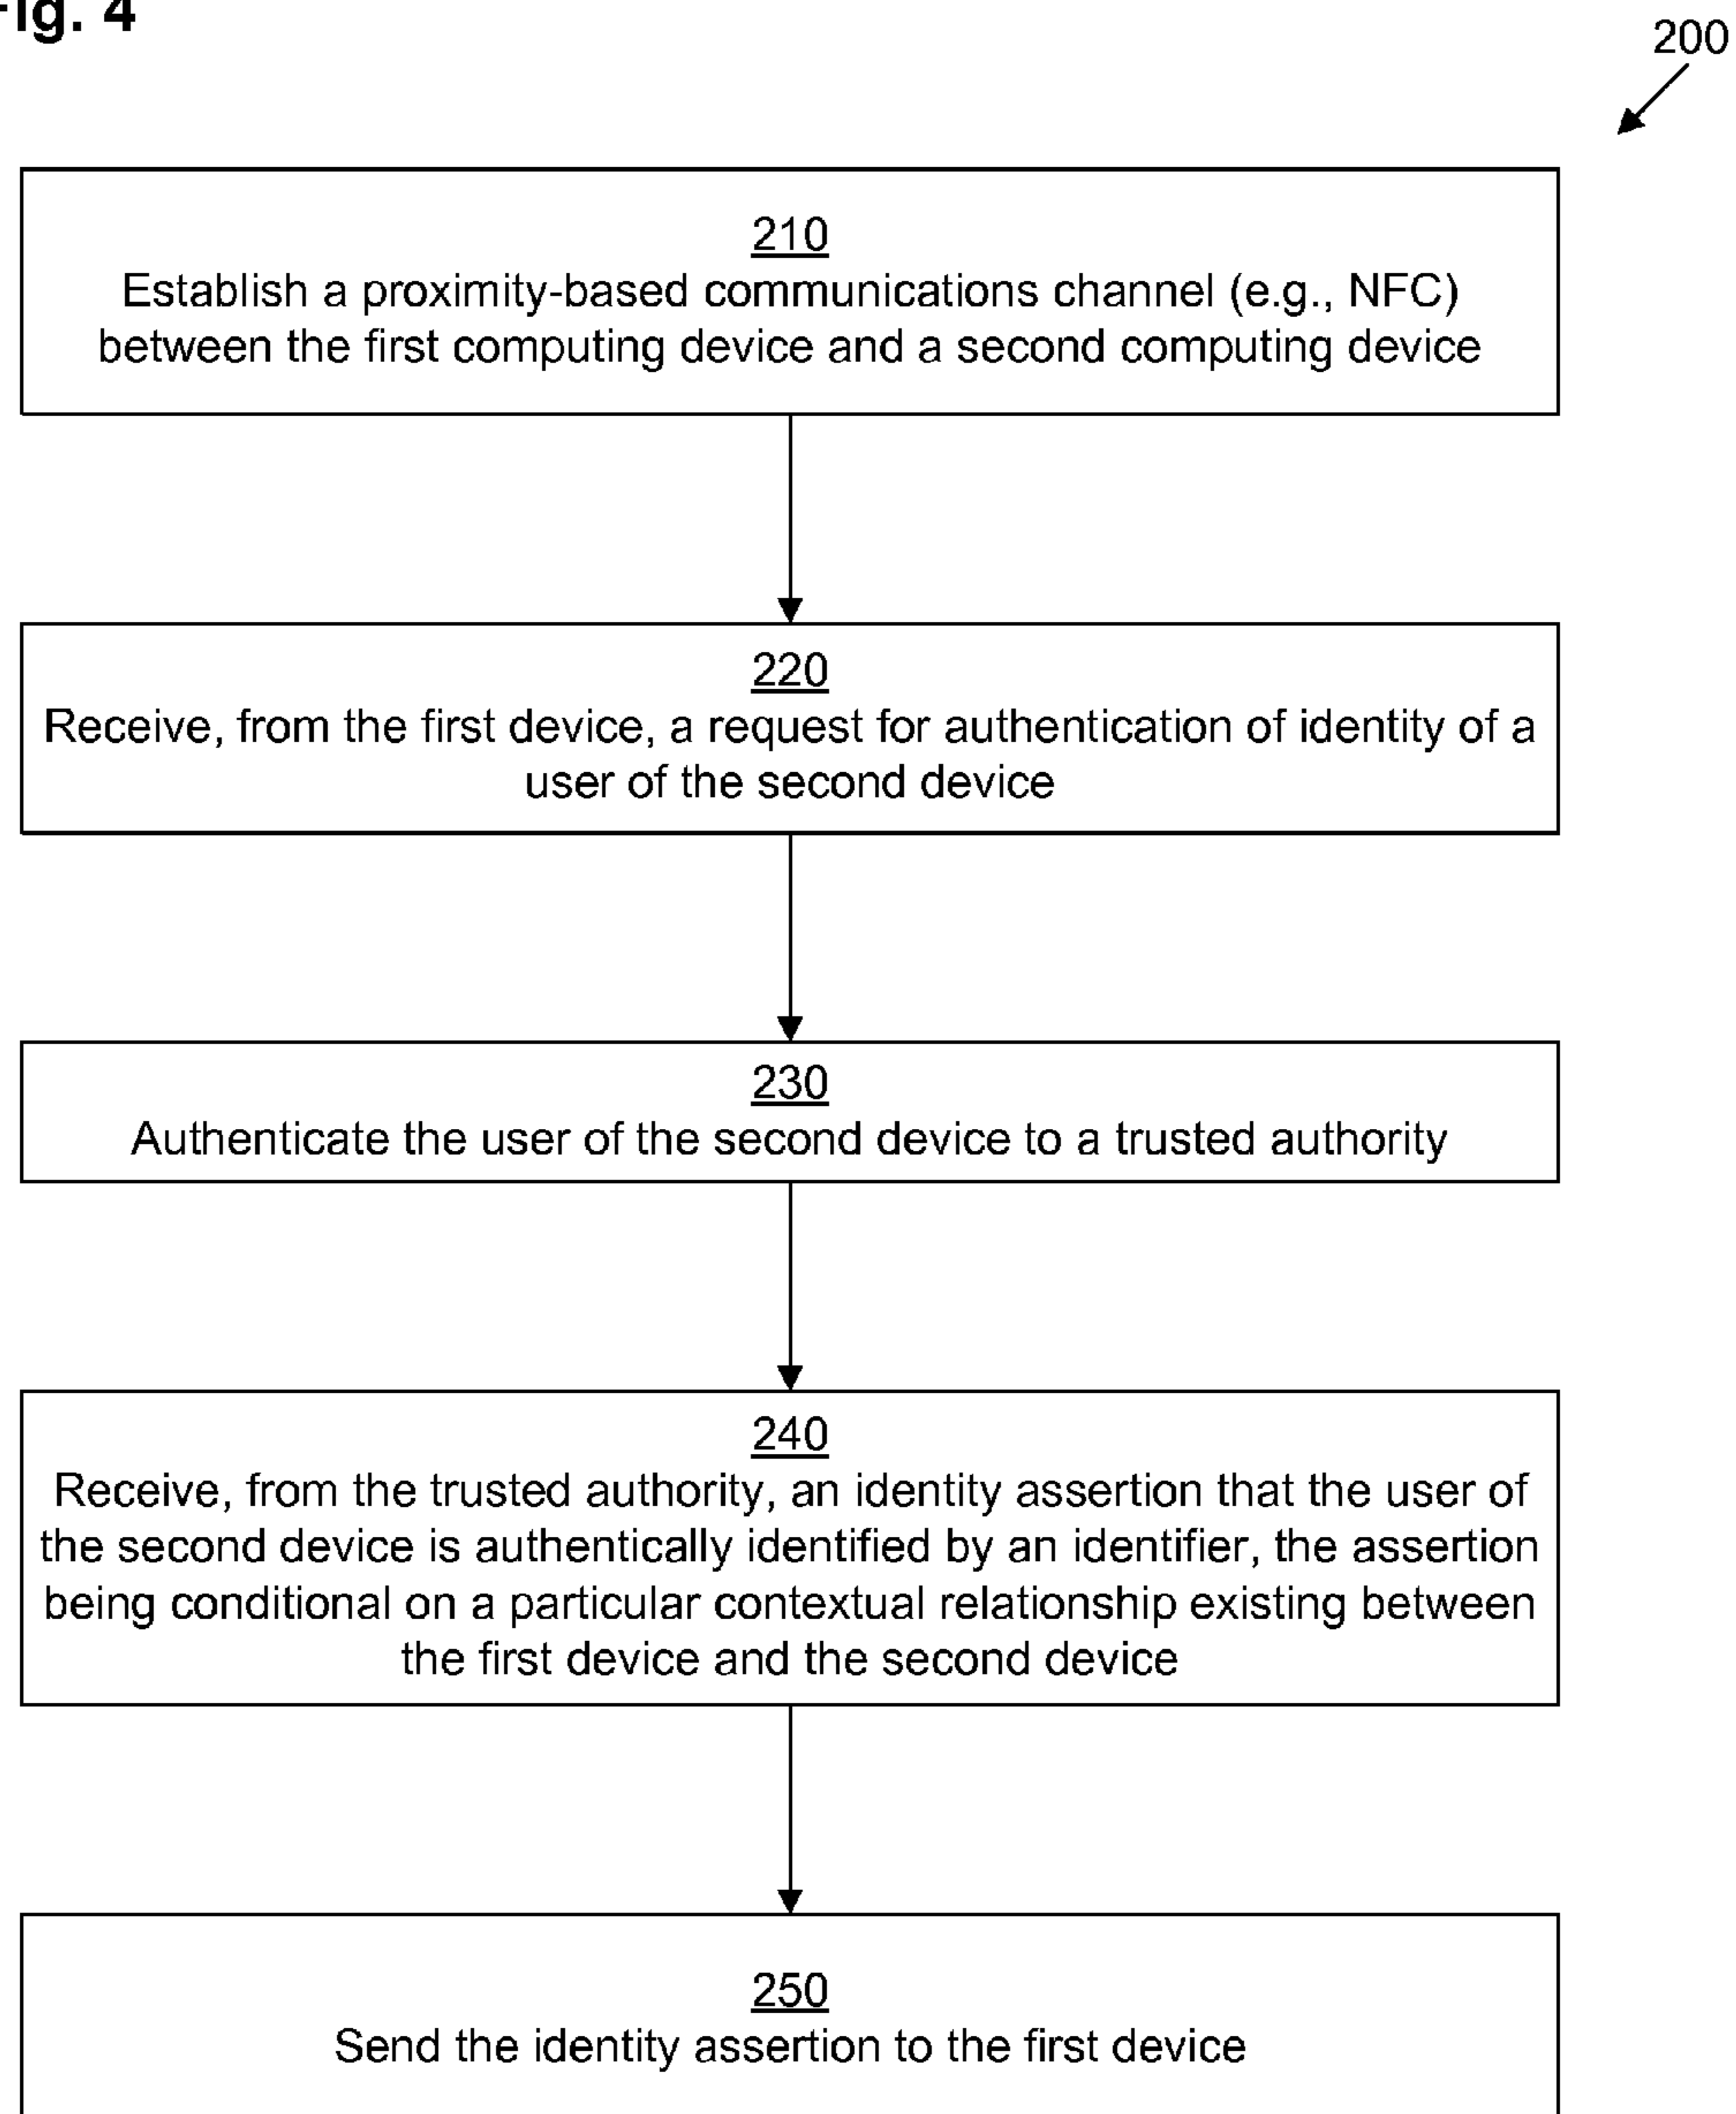 Fig. 4
200
210
Establish a proximity-based communications channel (e.g., NFC)
between the first computing device and a second computing device
220
Receive, from the first device, a request for authentication of identity of a
user of the second device
230
Authenticate the user of the second device to a trusted authority
240
Receive, from the trusted authority, an identity assertion that the user of
the second device is authentically identified by an identifier, the assertion
being conditional on a particular contextual relationship existing between
the first device and the second device
250
Send the identity assertion to the first device